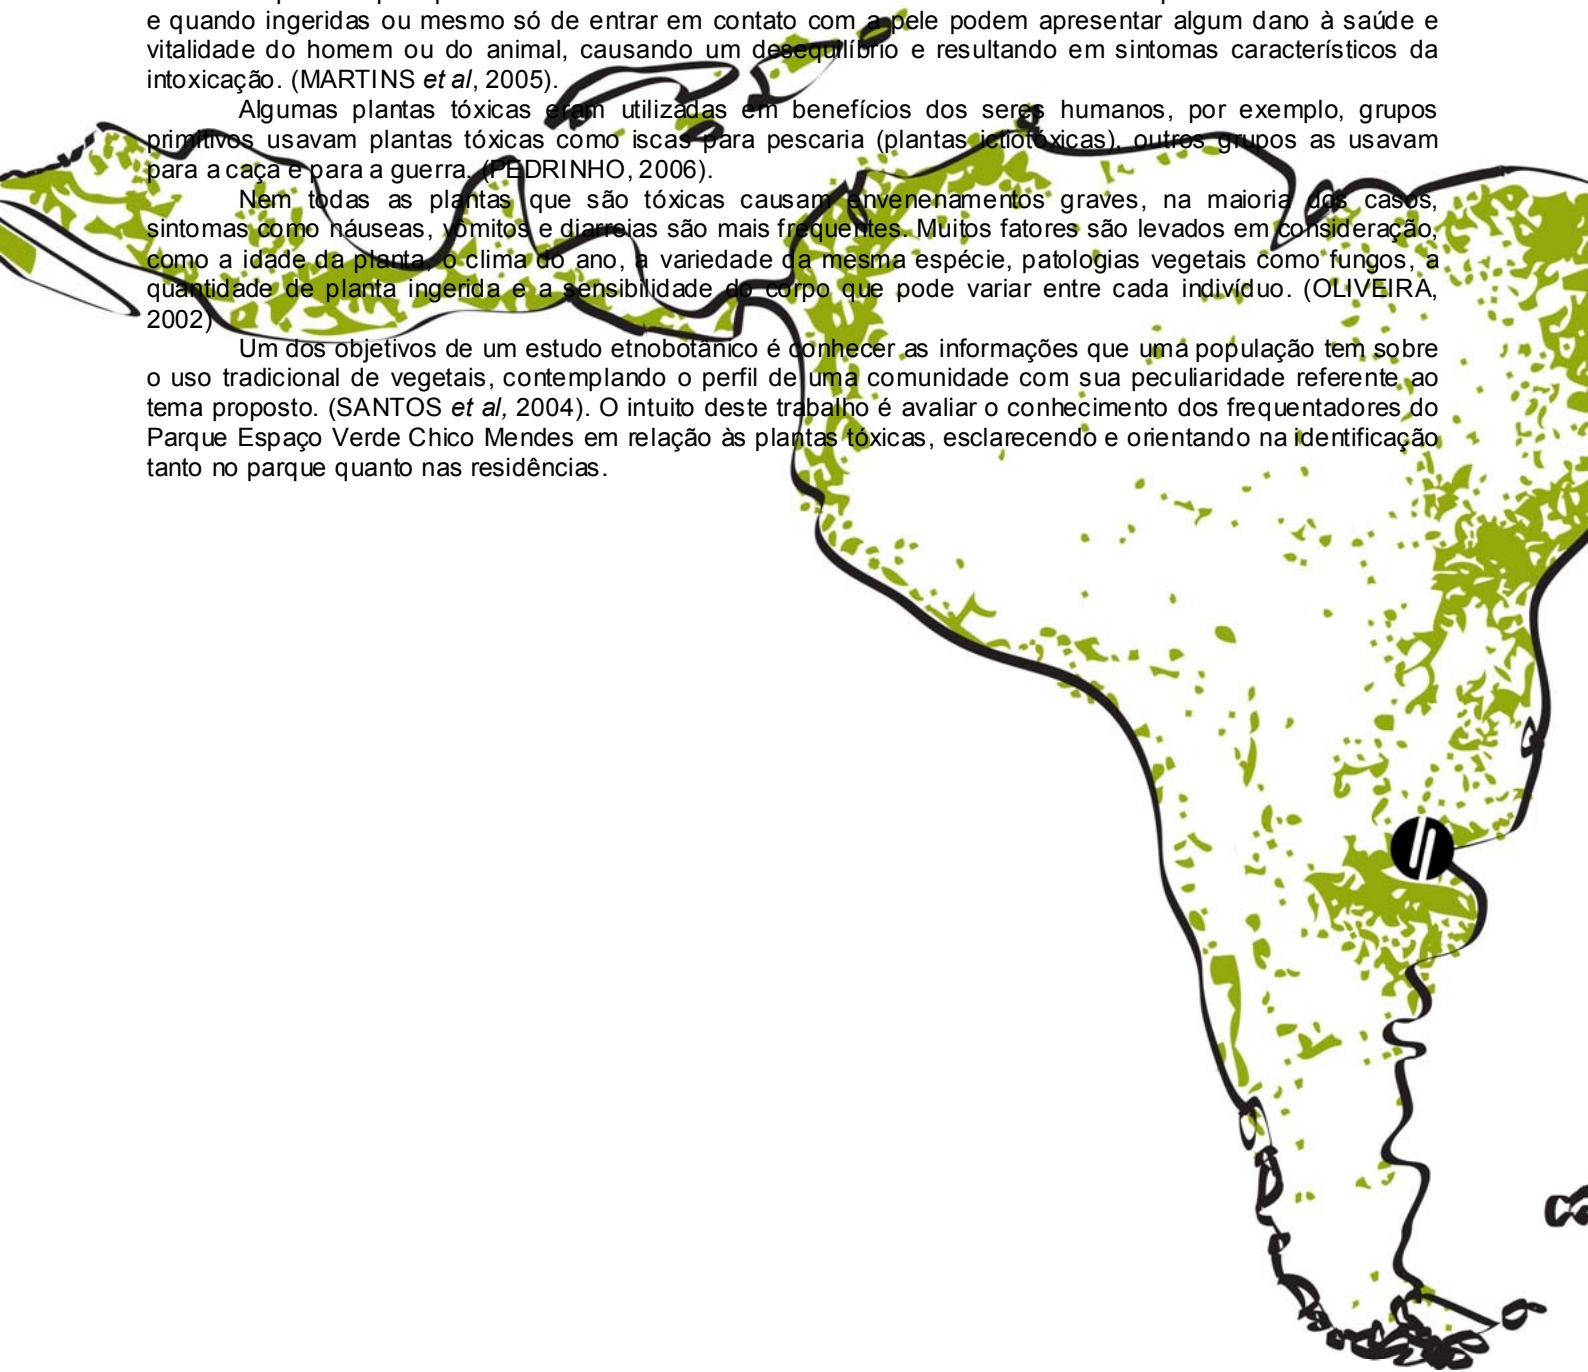 e quando ingeridas ou mesmo só de entrar em contato com a pele podem apresentar algum dano à saúde e
vitalidade do homem ou do animal, causando um desequilíbrio e resultando em sintomas característicos da
intoxicação. (MARTINS et al, 2005).
Algumas plantas tóxicas eram utilizadas em benefícios dos seres humanos, por exemplo, grupos
primitivos usavam plantas tóxicas como iscas para pescaria (plantas ictiotóxicas), outros grupos as usavam
para a caça e para a guerra. (PEDRINHO, 2006).
Nem todas as plantas que são tóxicas causam envenenamentos graves, na maioria dos casos,
sintomas como náuseas, vômitos e diarreias são mais frequentes. Muitos fatores são levados em consideração,
como a idade da planta, o clima do ano, a variedade da mesma espécie, patologias vegetais como fungos, a
quantidade de planta ingerida e a sensibilidade do corpo que pode variar entre cada indivíduo. (OLIVEIRA,
2002)
Um dos objetivos de um estudo etnobotânico é conhecer as informações que uma população tem sobre
o uso tradicional de vegetais, contemplando o perfil de uma comunidade com sua peculiaridade referente ao
tema proposto. (SANTOS et al, 2004). O intuito deste trabalho é avaliar o conhecimento dos frequentadores do
Parque Espaço Verde Chico Mendes em relação às plantas tóxicas, esclarecendo e orientando na identificação
tanto no parque quanto nas residências.